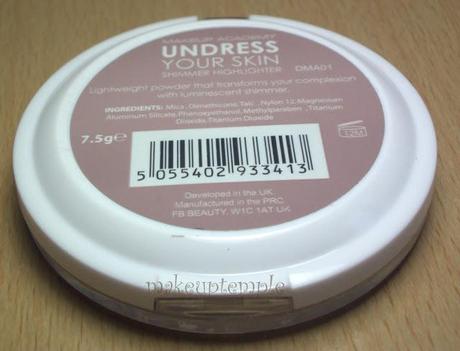 MAKEUP ACADEMY
UNDRESS
YOUR SKIN
SHIMMER HIGHLIGHTER DMA01
Lightweight powder that transforms your complexion
with luminescent shimmer.
INGREDIENTS: Mica , Dimethicone,Talc , Nylon 12,Magnesium
Aluminum Silicate,Phenoxyethanol, Methylparaben ,Titanium
Dioxide,Titanium Dioxide
7.5g℮
12M
5 055402 933413
Developed in the UK
Manufactured in the PRC
FB BEAUTY, W1C 1AT UK
makeuptemple